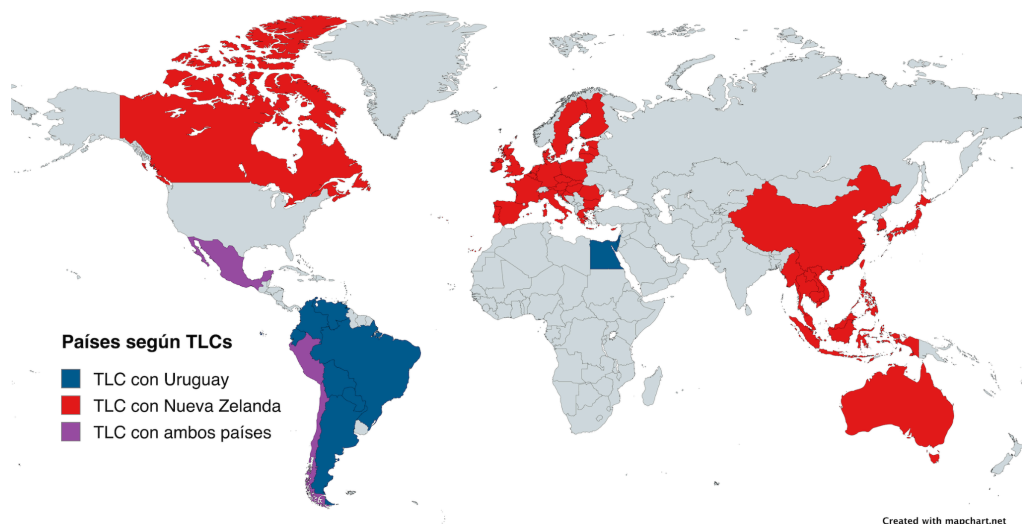 Países según TLCs
TLC con Uruguay
TLC con Nueva Zelanda
TLC con ambos países
Created with mapchart.net